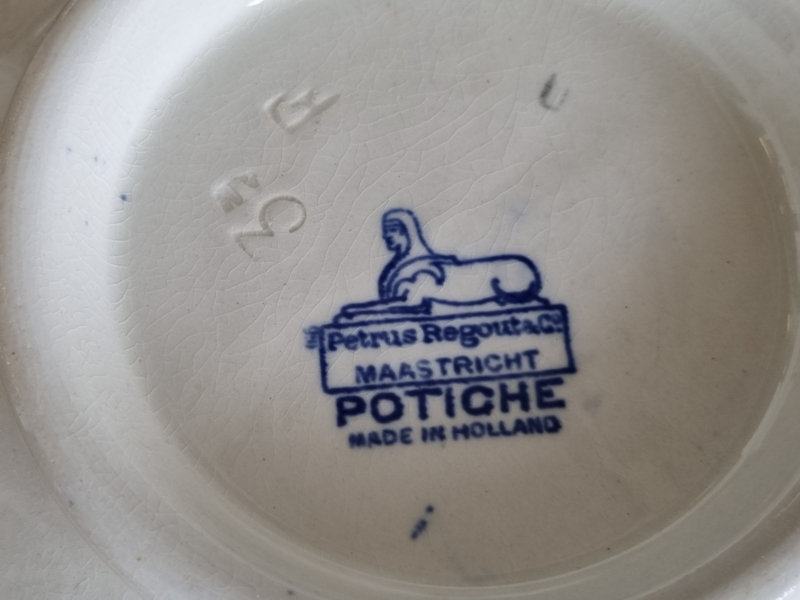 Petrus Regout & Co
MAASTRICHT
POTICHE
MADE IN HOLLAND